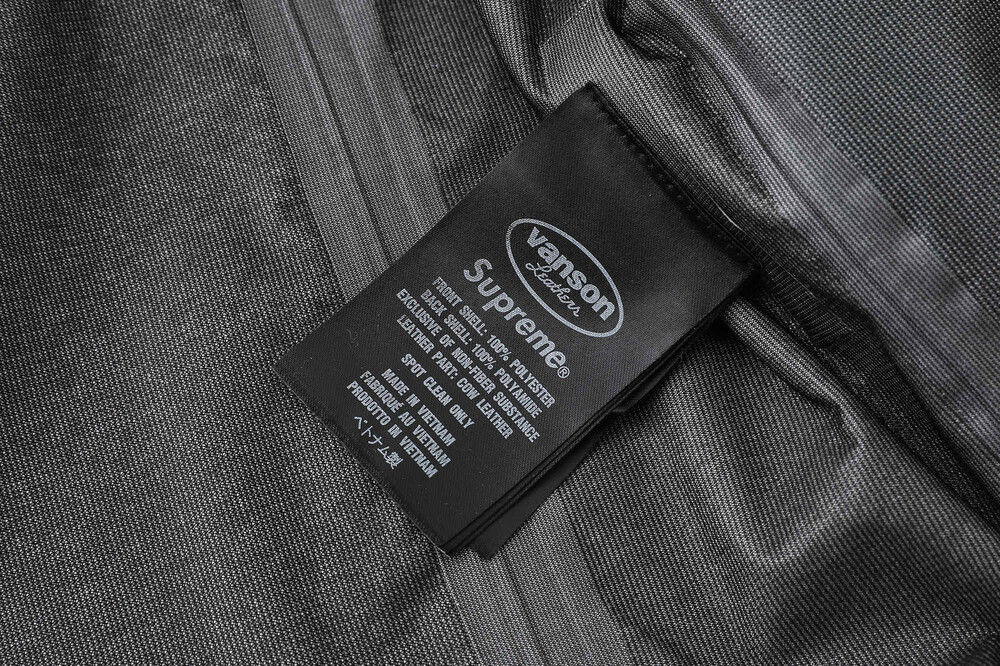 vanson
Leathers
Supreme®
FRONT SHELL: 100% POLYESTER
BACK SHELL: 100% POLYAMIDE
EXCLUSIVE OF NON-FIBER SUBSTANCE
LEATHER PART: COW LEATHER
SPOT CLEAN ONLY
MADE IN VIETNAM
FABRIQUÉ AU VIETNAM
PRODOTTO IN VIETNAM
ベトナム製